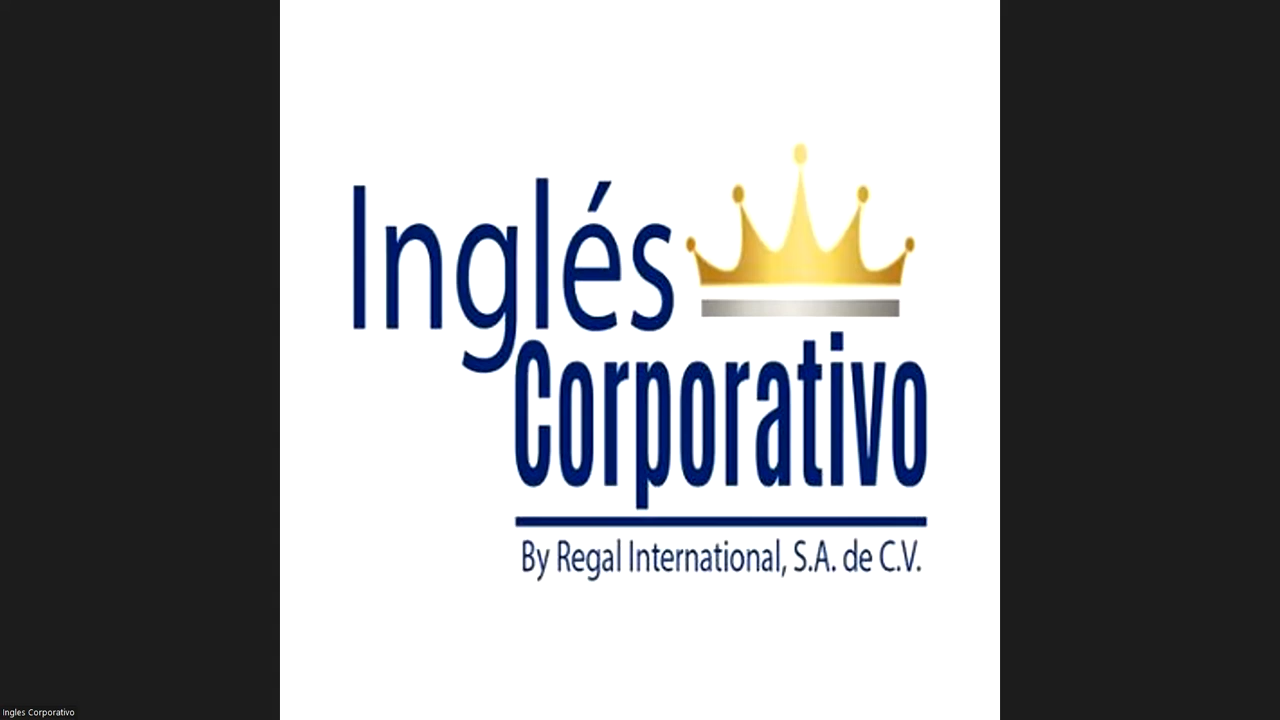 Inglés
Corporativo
By Regal International, S.A. de C.V.
Ingles Corporativo